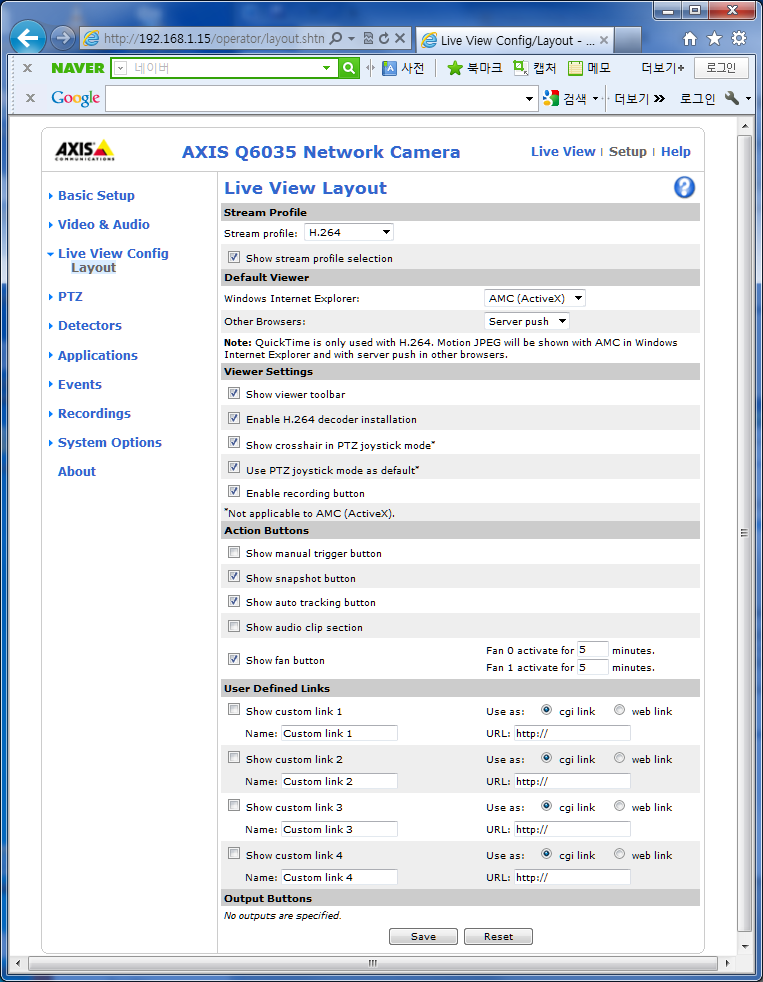 http://192.168.1.15/operator/layout.shtn
Live View Config/Layout - ...
x NAVER 네이버 사전 북마크 캡처 메모 더보기+ 로그인
x Google 검색 더보기 » 로그인
AXIS COMMUNICATIONS
AXIS Q6035 Network Camera
Live View | Setup | Help
Basic Setup
Video & Audio
Live View Config
Layout
PTZ
Detectors
Applications
Events
Recordings
System Options
About
Live View Layout
?
Stream Profile
Stream profile: H.264
Show stream profile selection
Default Viewer
Windows Internet Explorer: AMC (ActiveX)
Other Browsers: Server push
Note: QuickTime is only used with H.264. Motion JPEG will be shown with AMC in Windows
Internet Explorer and with server push in other browsers.
Viewer Settings
Show viewer toolbar
Enable H.264 decoder installation
Show crosshair in PTZ joystick mode*
Use PTZ joystick mode as default*
Enable recording button
*Not applicable to AMC (ActiveX).
Action Buttons
Show manual trigger button
Show snapshot button
Show auto tracking button
Show audio clip section
Show fan button
Fan 0 activate for 5 minutes.
Fan 1 activate for 5 minutes.
User Defined Links
Show custom link 1 Use as: cgi link web link
Name: Custom link 1 URL: http://
Show custom link 2 Use as: cgi link web link
Name: Custom link 2 URL: http://
Show custom link 3 Use as: cgi link web link
Name: Custom link 3 URL: http://
Show custom link 4 Use as: cgi link web link
Name: Custom link 4 URL: http://
Output Buttons
No outputs are specified.
Save Reset